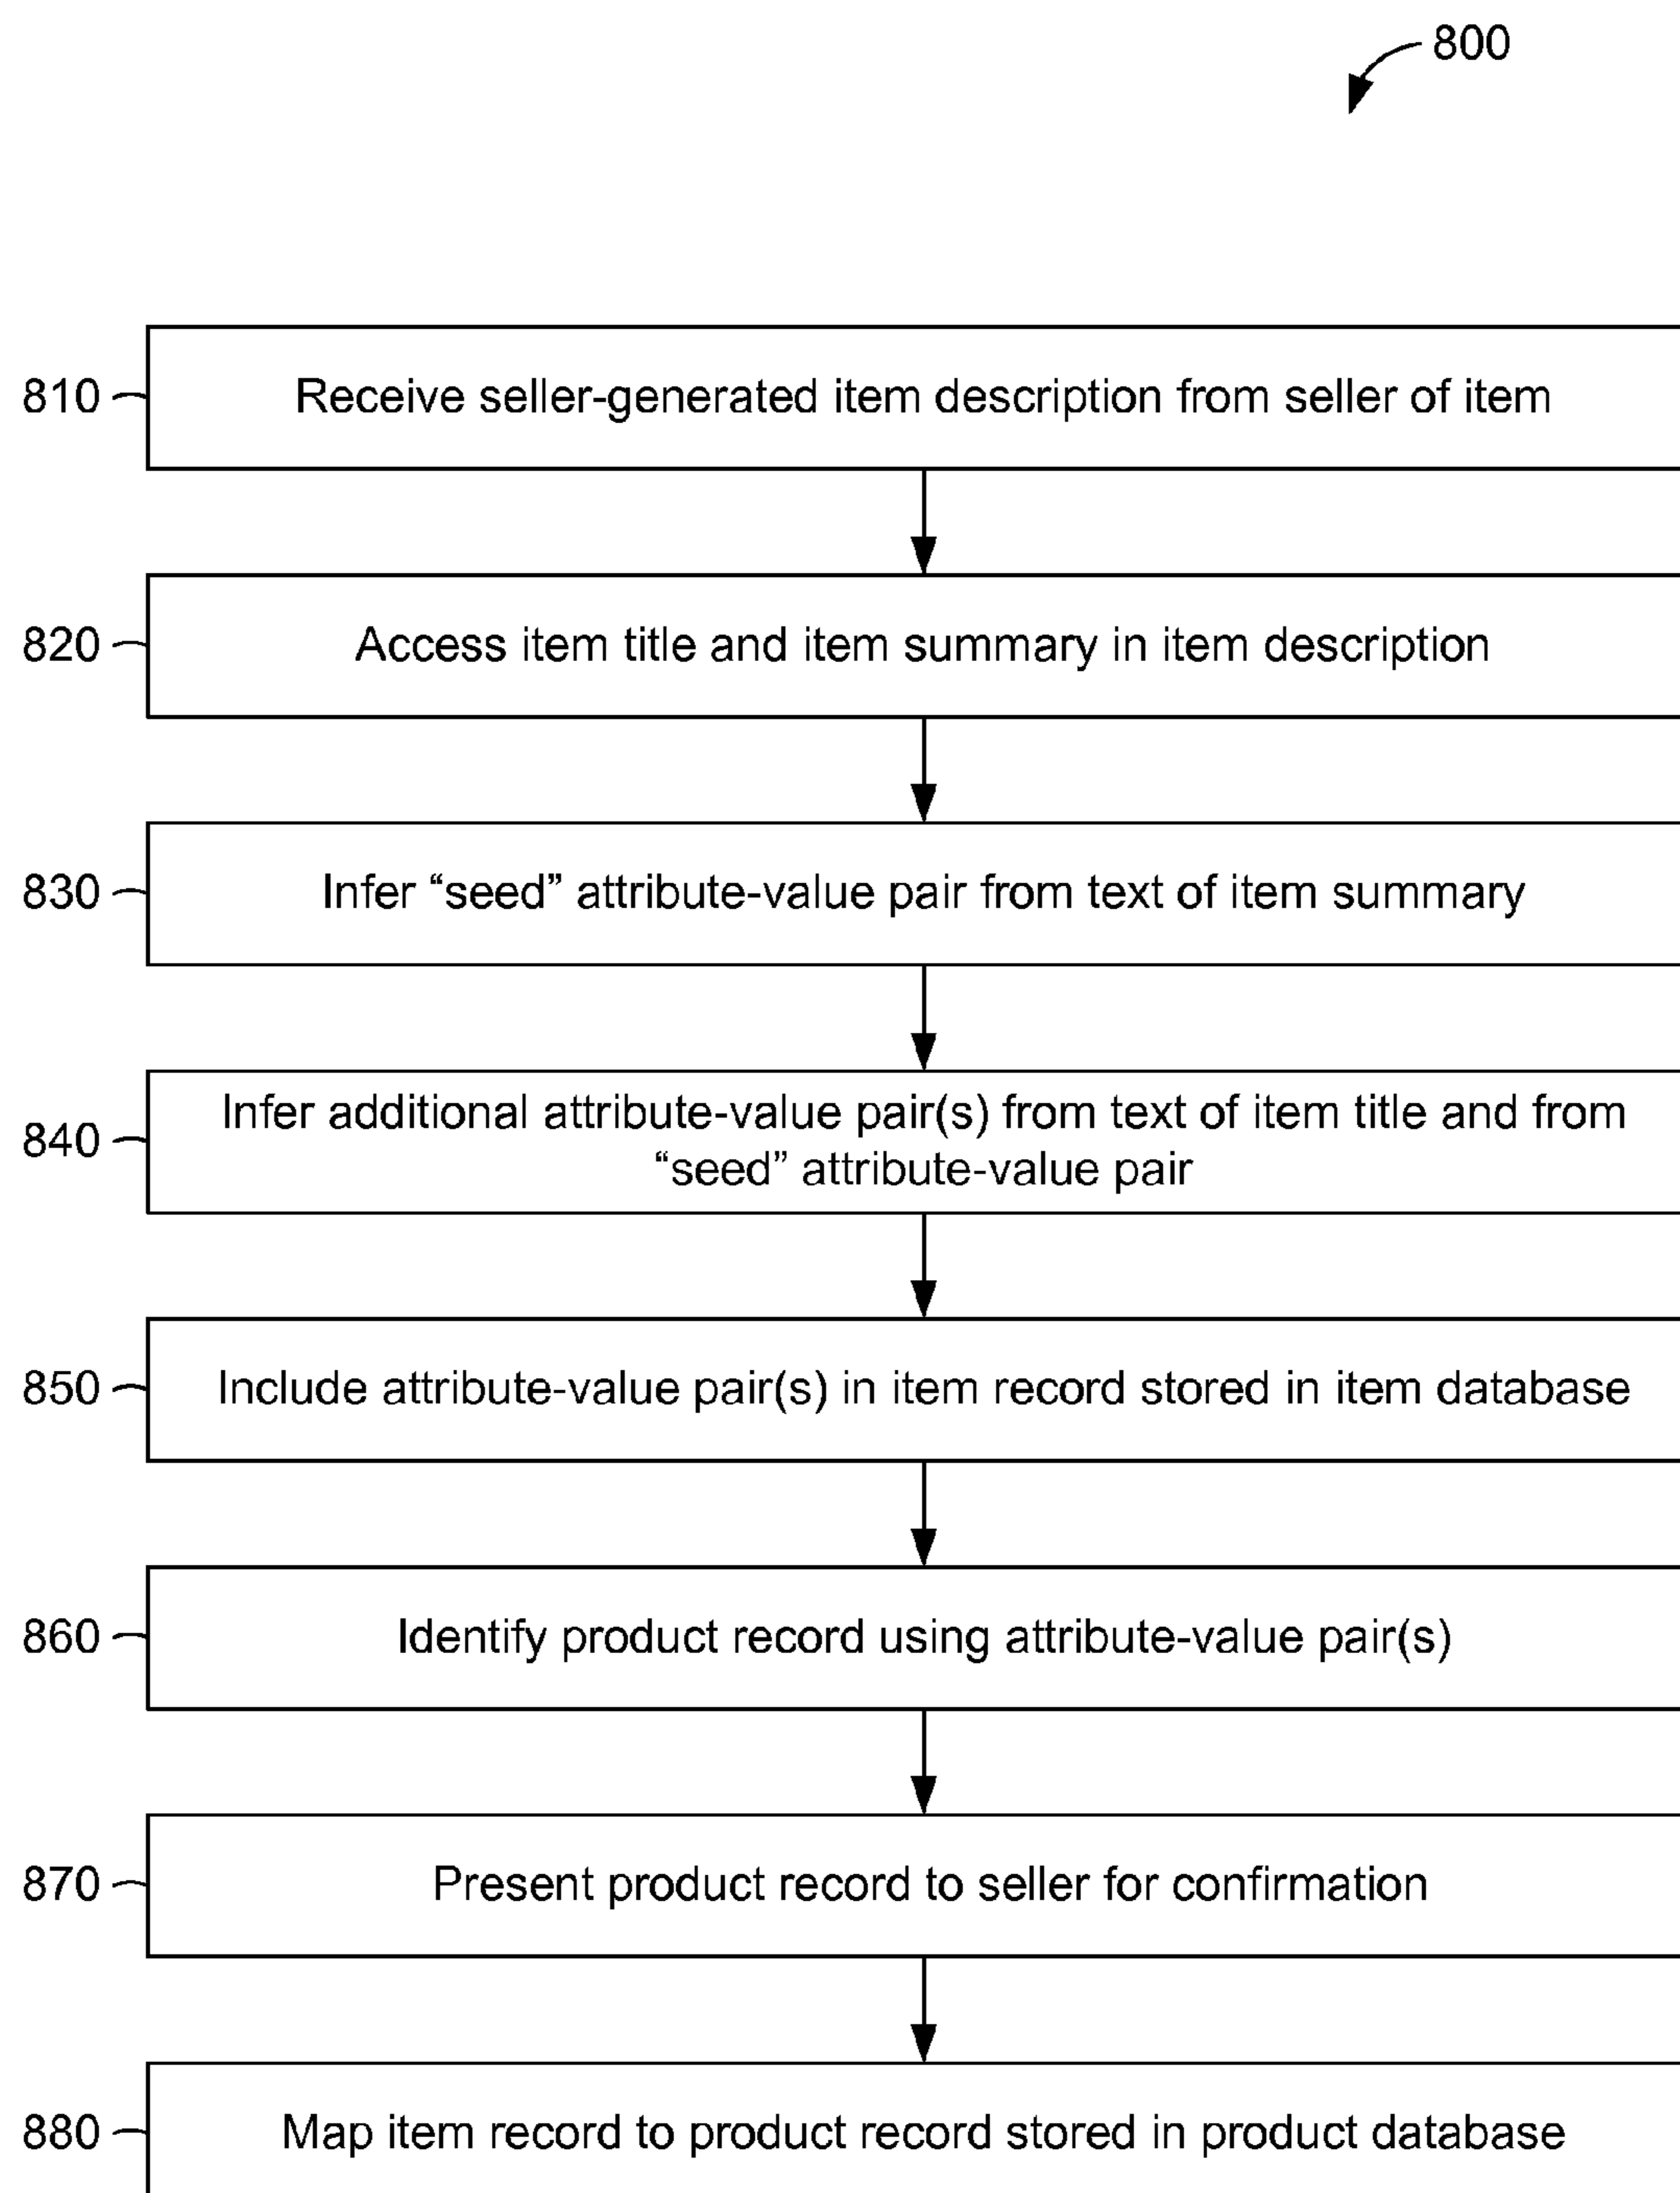 800
810
Receive seller-generated item description from seller of item
820
Access item title and item summary in item description
830
Infer “seed” attribute-value pair from text of item summary
840
Infer additional attribute-value pair(s) from text of item title and from
“seed” attribute-value pair
850
Include attribute-value pair(s) in item record stored in item database
860
Identify product record using attribute-value pair(s)
870
Present product record to seller for confirmation
880
Map item record to product record stored in product database